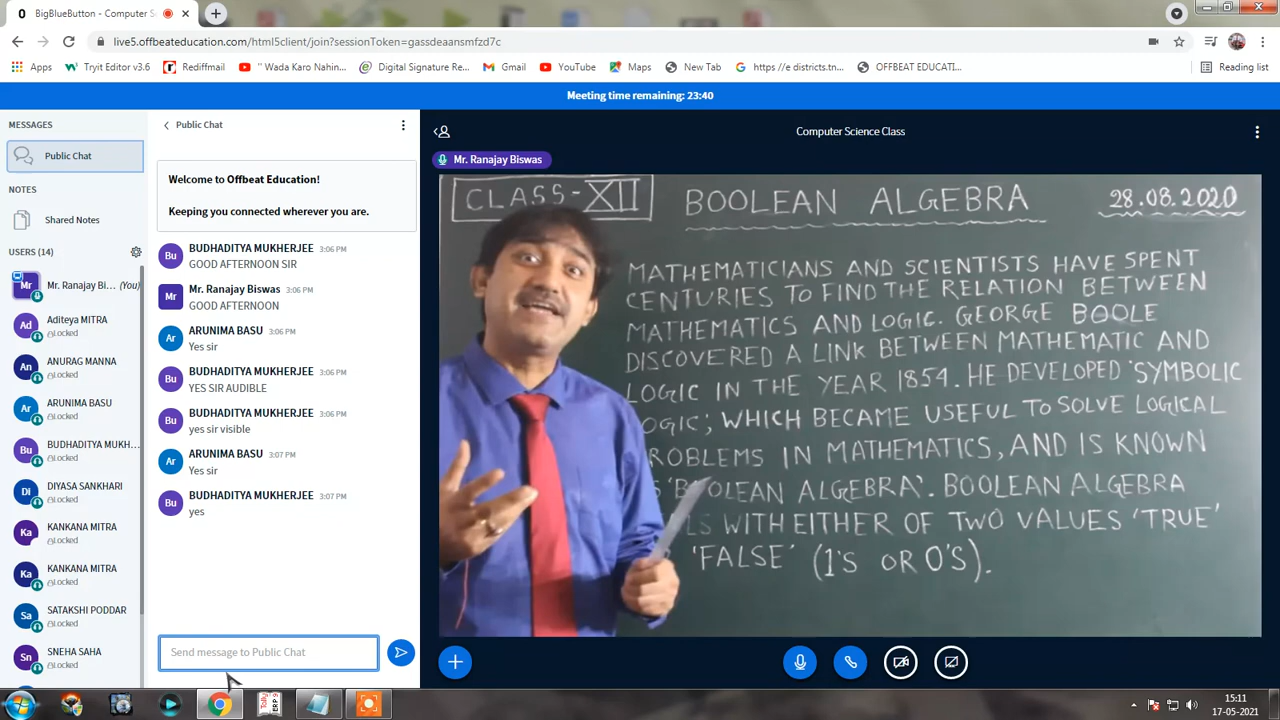 BigBlueButton - Computer S
live5.offbeateducation.com/html5client/join?sessionToken=gassdeaansmfzd7c
Apps
Tryit Editor v3.6
Rediffmail
" Wada Karo Nahin...
Digital Signature Re...
Gmail
YouTube
Maps
New Tab
https://e districts.tn...
OFFBEAT EDUCATI...
Reading list
Meeting time remaining: 23:40
MESSAGES
Public Chat
NOTES
Shared Notes
USERS (14)
Mr. Ranajay Bi... (You)
Aditeya MITRA
Locked
ANURAG MANNA
Locked
ARUNIMA BASU
Locked
BUDHADITYA MUKH...
Locked
DIYASA SANKHARI
Locked
KANKANA MITRA
Locked
KANKANA MITRA
Locked
SATAKSHI PODDAR
Locked
SNEHA SAHA
Locked
Public Chat
Welcome to Offbeat Education!
Keeping you connected wherever you are.
BUDHADITYA MUKHERJEE 3:06 PM
GOOD AFTERNOON SIR
Mr. Ranajay Biswas 3:06 PM
GOOD AFTERNOON
ARUNIMA BASU 3:06 PM
Yes sir
BUDHADITYA MUKHERJEE 3:06 PM
YES SIR AUDIBLE
BUDHADITYA MUKHERJEE 3:06 PM
yes sir visible
ARUNIMA BASU 3:07 PM
Yes sir
BUDHADITYA MUKHERJEE 3:07 PM
yes
Send message to Public Chat
Computer Science Class
Mr. Ranajay Biswas
CLASS-XII BOOLEAN ALGEBRA 28.08.2020
MATHEMATICIANS AND SCIENTISTS HAVE SPENT
CENTURIES TO FIND THE RELATION BETWEEN
MATHEMATICS AND LOGIC. GEORGE BOOLE
DISCOVERED A LINK BETWEEN MATHEMATIC AND
LOGIC IN THE YEAR 1854. HE DEVELOPED 'SYMBOLIC
OGIC', WHICH BECAME USEFUL TO SOLVE LOGICAL
ROBLEMS IN MATHEMATICS, AND IS KNOWN
S 'BOOLEAN ALGEBRA'. BOOLEAN ALGEBRA
LS WITH EITHER OF TWO VALUES 'TRUE'
'FALSE' (1'S OR 0'S).
15:11
17-05-2021